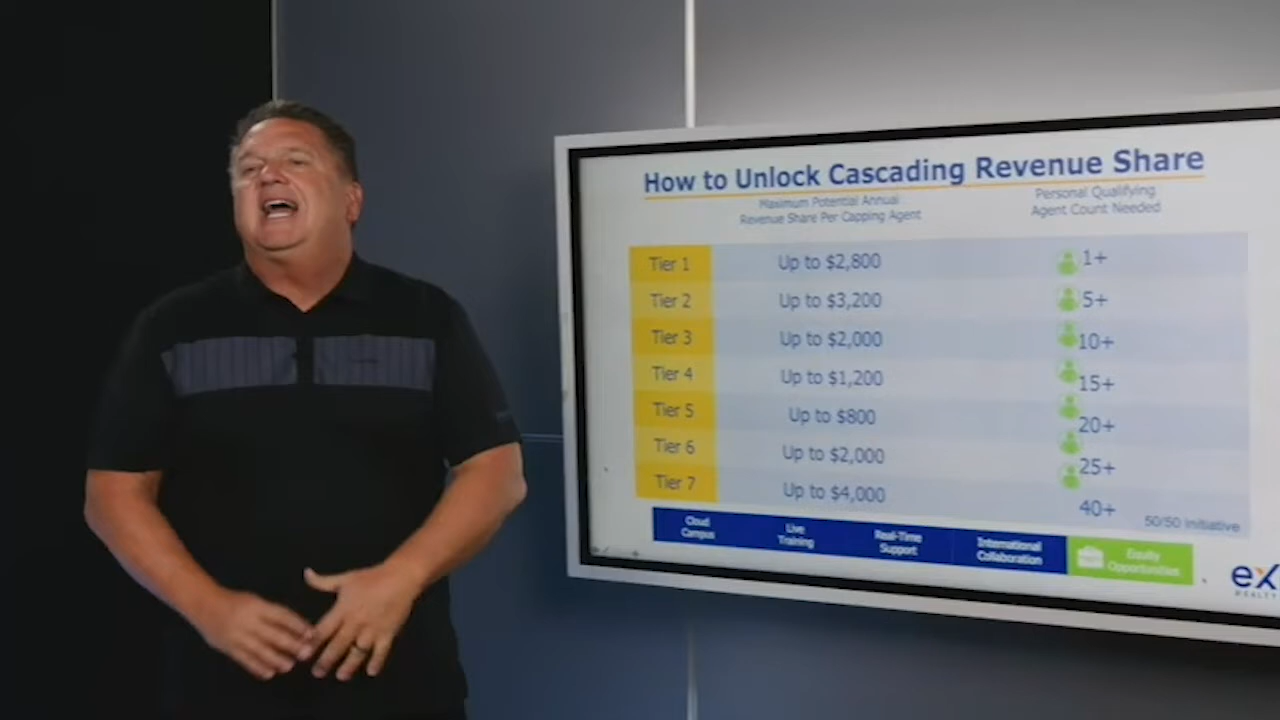 How to Unlock Cascading Revenue Share
Maximum Potential Annual
Revenue Share Per Capping Agent
Personal Qualifying
Agent Count Needed
Tier 1 Up to $2,800 1+
Tier 2 Up to $3,200 5+
Tier 3 Up to $2,000 10+
Tier 4 Up to $1,200 15+
Tier 5 Up to $800 20+
Tier 6 Up to $2,000 25+
Tier 7 Up to $4,000 40+
50/50 Initiative
Cloud
Campus
Live
Training
Real-Time
Support
International
Collaboration
Equity
Opportunities
eX
REALTY